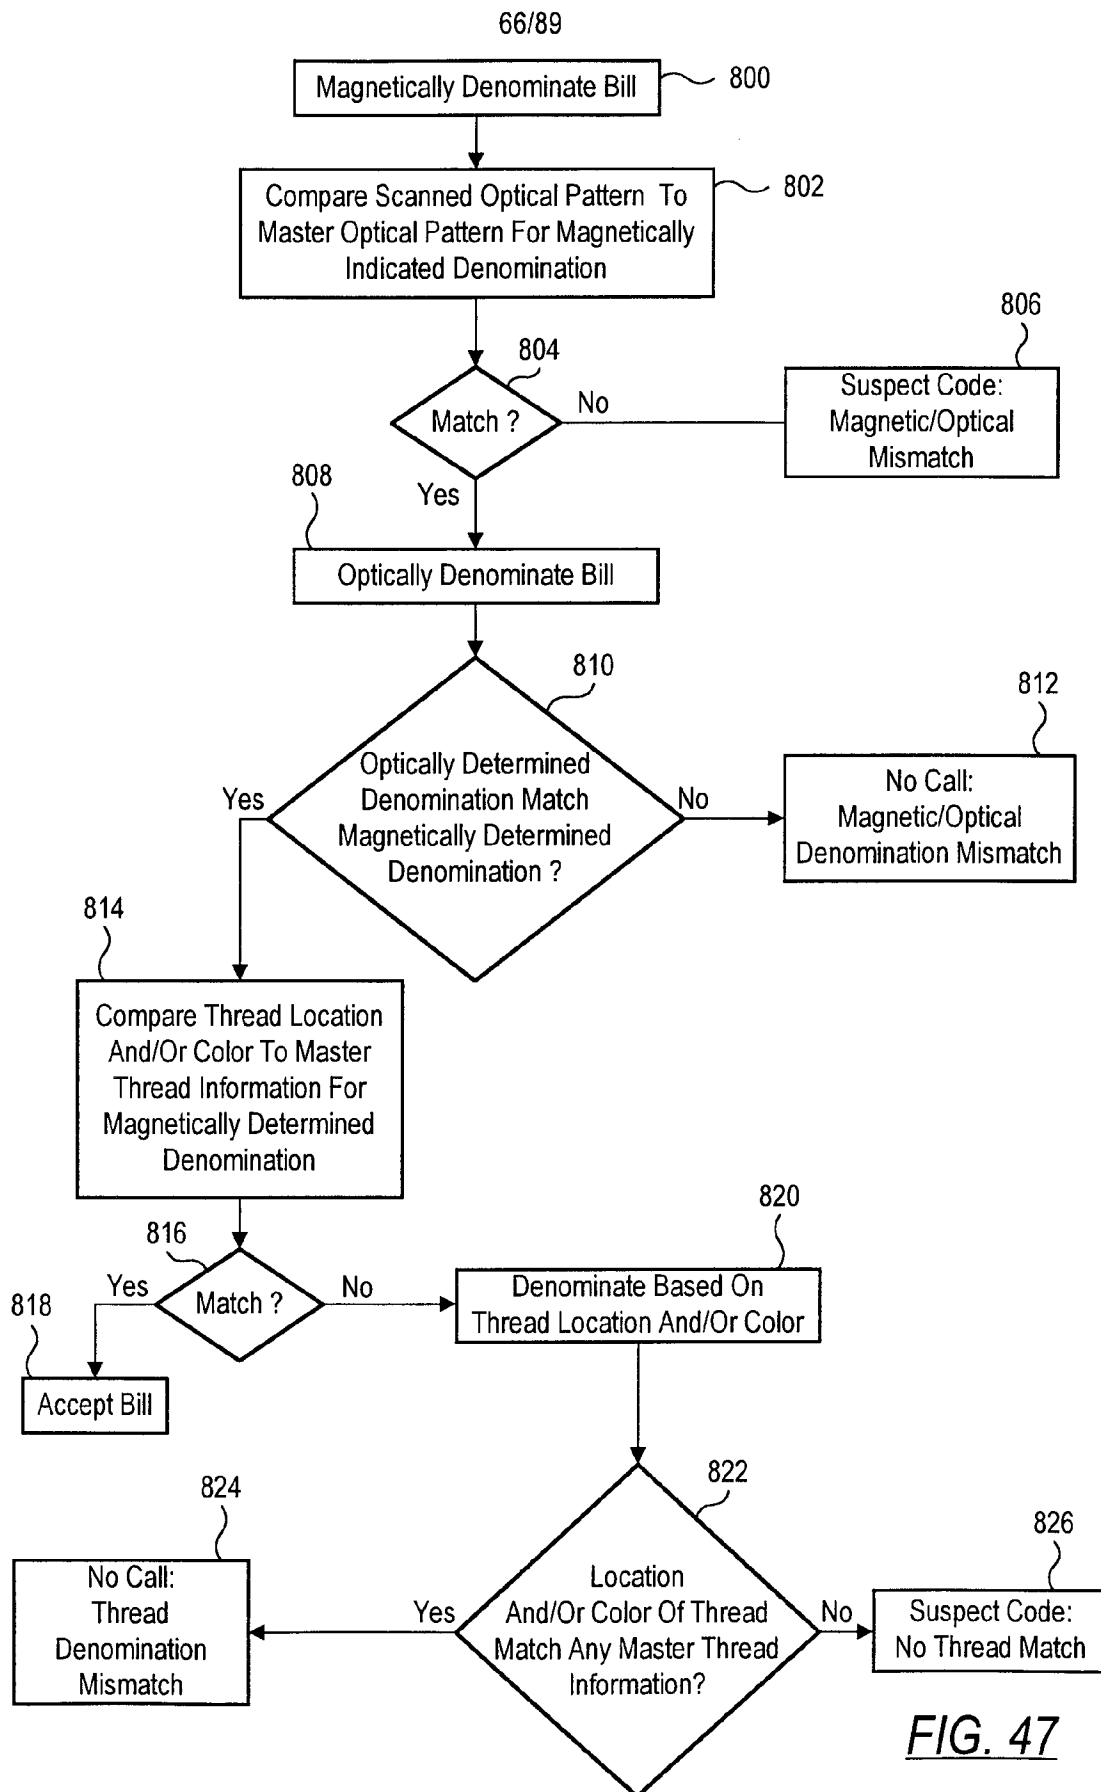 66/89
Magnetically Denominate Bill
800
Compare Scanned Optical Pattern To
Master Optical Pattern For Magnetically
Indicated Denomination
802
804
Match ?
No
806
Suspect Code:
Magnetic/Optical
Mismatch
Yes
808
Optically Denominate Bill
810
Optically Determined
Denomination Match
Magnetically Determined
Denomination ?
Yes
No
812
No Call:
Magnetic/Optical
Denomination Mismatch
814
Compare Thread Location
And/Or Color To Master
Thread Information For
Magnetically Determined
Denomination
816
Match ?
Yes
No
818
Accept Bill
820
Denominate Based On
Thread Location And/Or Color
822
Location
And/Or Color Of Thread
Match Any Master Thread
Information?
Yes
No
824
No Call:
Thread
Denomination
Mismatch
826
Suspect Code:
No Thread Match
FIG. 47